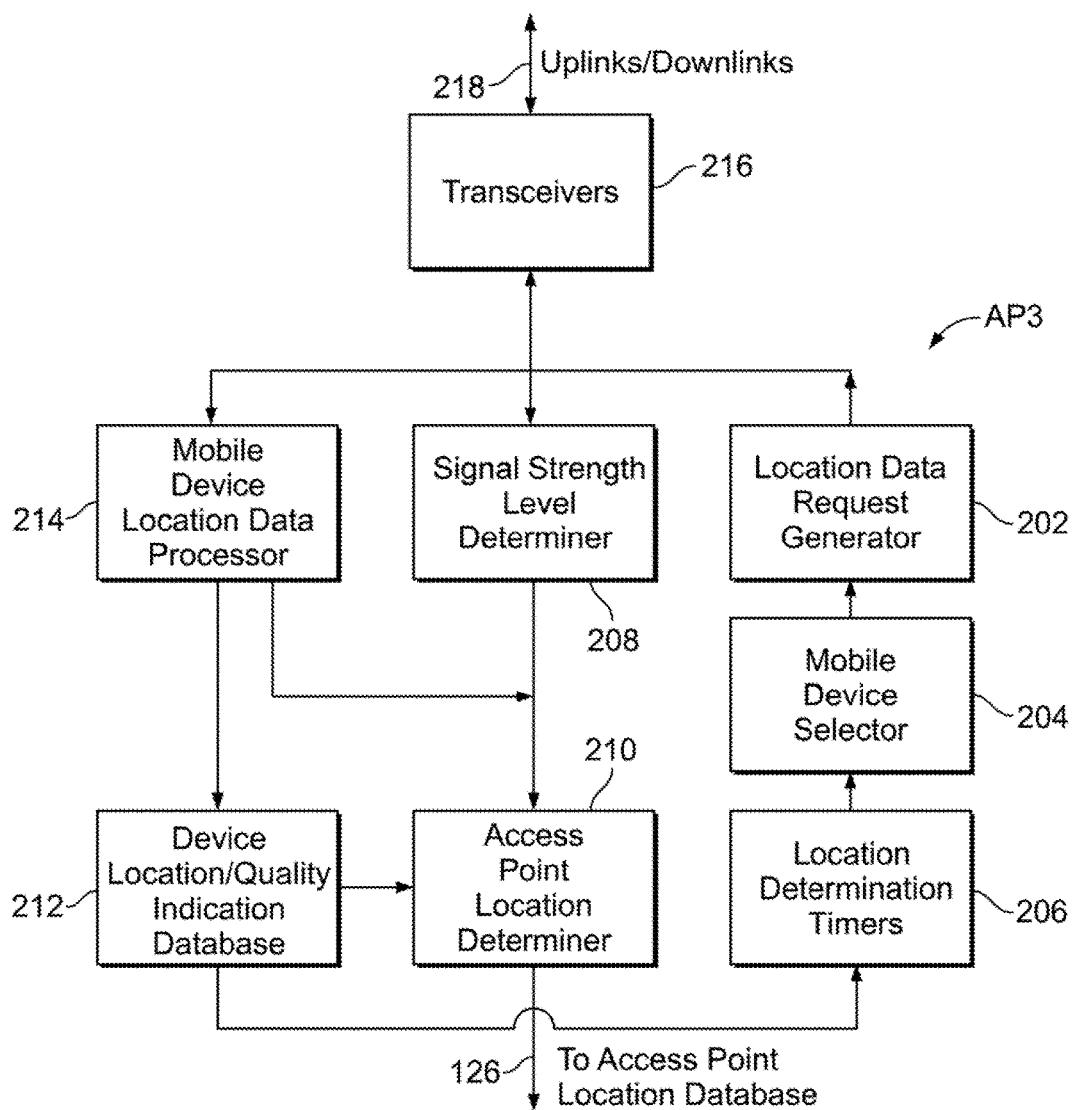 Uplinks/Downlinks
218
Transceivers
216
AP3
Mobile
Device
Location Data
Processor
214
Signal Strength
Level
Determiner
208
Location Data
Request
Generator
202
Mobile
Device
Selector
204
210
Device
Location/Quality
Indication
Database
212
Access
Point
Location
Determiner
Location
Determination
Timers
206
126
To Access Point
Location Database